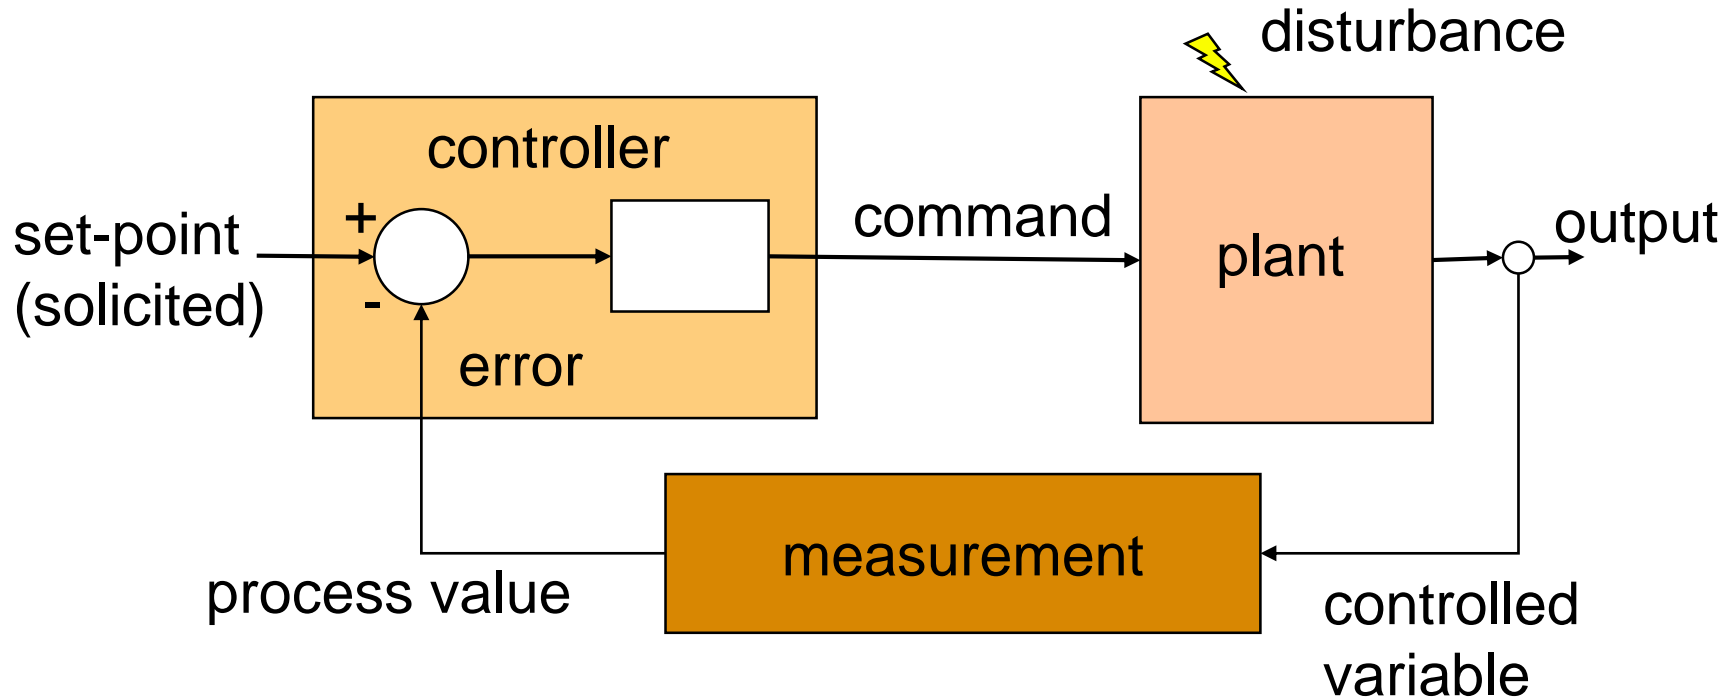 disturbance
controller
+
set-point
(solicited)
-
error
command
plant
output
measurement
process value
controlled
variable